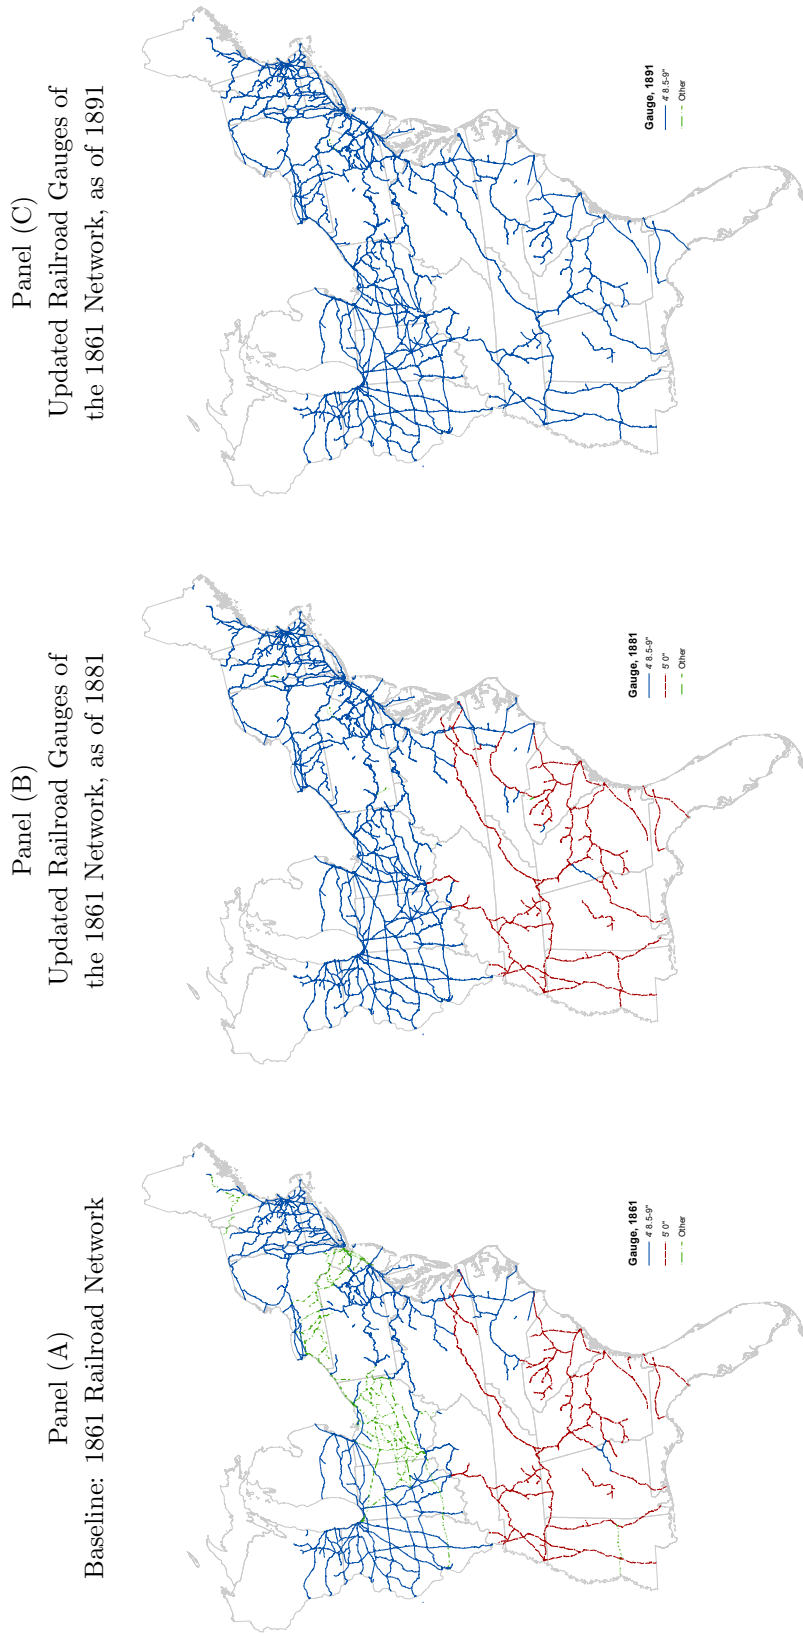 Panel (A)
Baseline: 1861 Railroad Network
Gauge, 1861
4' 8.5-9"
5' 0"
Other
Panel (B)
Updated Railroad Gauges of
the 1861 Network, as of 1881
Gauge, 1881
4' 8.5-9"
5' 0"
Other
Panel (C)
Updated Railroad Gauges of
the 1861 Network, as of 1891
Gauge, 1891
4' 8.5-9"
Other